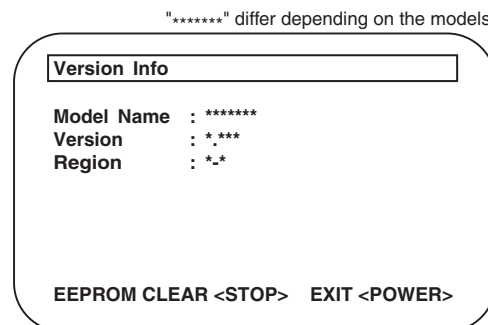 "*******" differ depending on the models
Version Info
Model Name : *******
Version : *.***
Region : *-*
EEPROM CLEAR <STOP> EXIT <POWER>